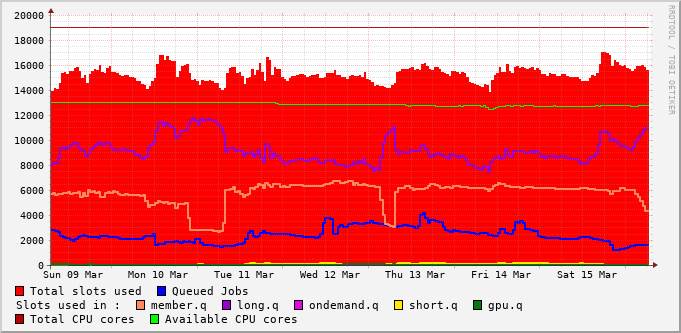 20000
18000
16000
14000
12000
10000
8000
6000
4000
2000
0
Sun 09 Mar Mon 10 Mar Tue 11 Mar Wed 12 Mar Thu 13 Mar Fri 14 Mar Sat 15 Mar
Total slots used Queued Jobs
Slots used in : member.q long.q ondemand.q short.q gpu.q
Total CPU cores Available CPU cores
RRDTOOL / TOBI OETIKER